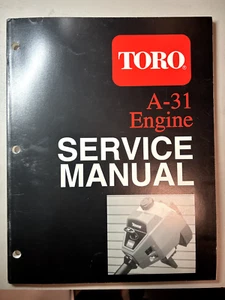 TORO
A-31
Engine
SERVICE
MANUAL